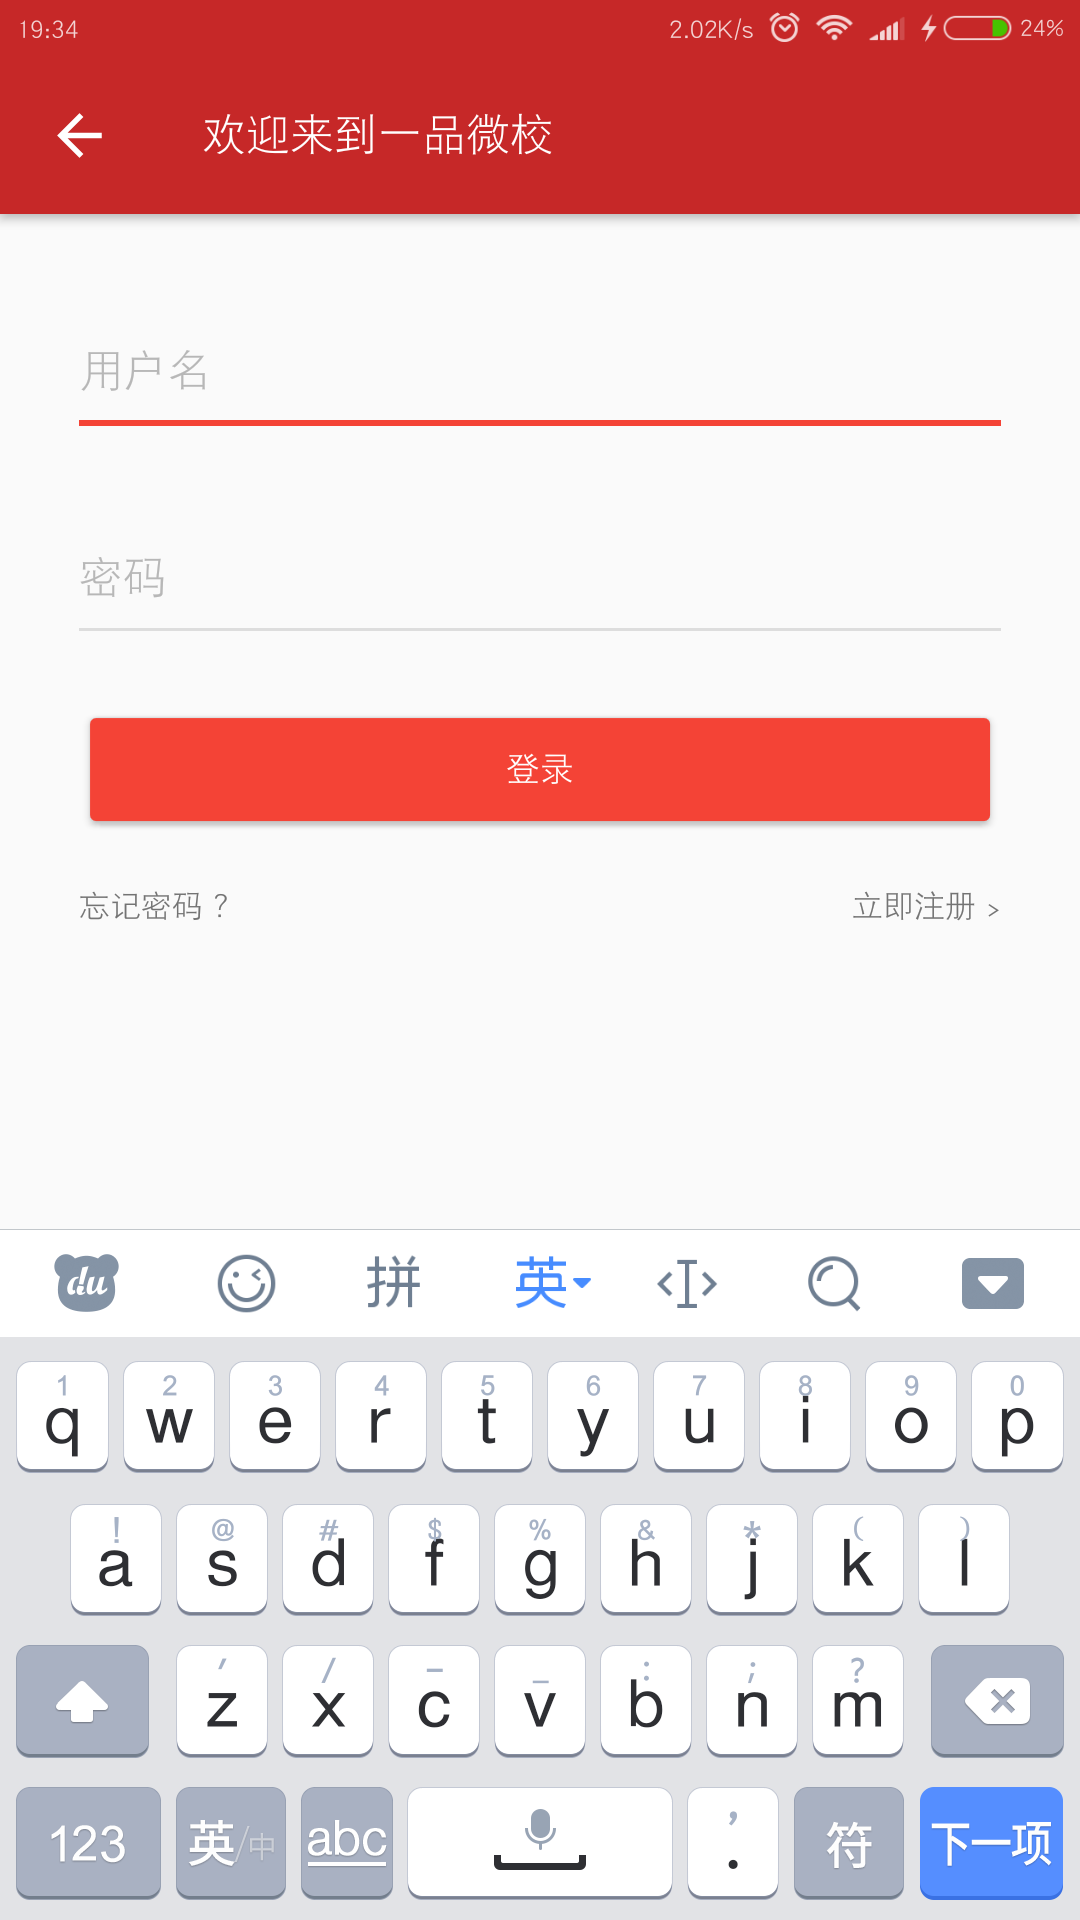 19:34 2.02K/s 24%
欢迎来到一品微校
用户名
密码
登录
忘记密码？ 立即注册 >
du 拼 英
1 2 3 4 5 6 7 8 9 0
q w e r t y u i o p
! @ # $ % & * ( )
a s d f g h j k l
′ / – _ : ; ?
z x c v b n m
123 英/中 abc , . 符 下一项